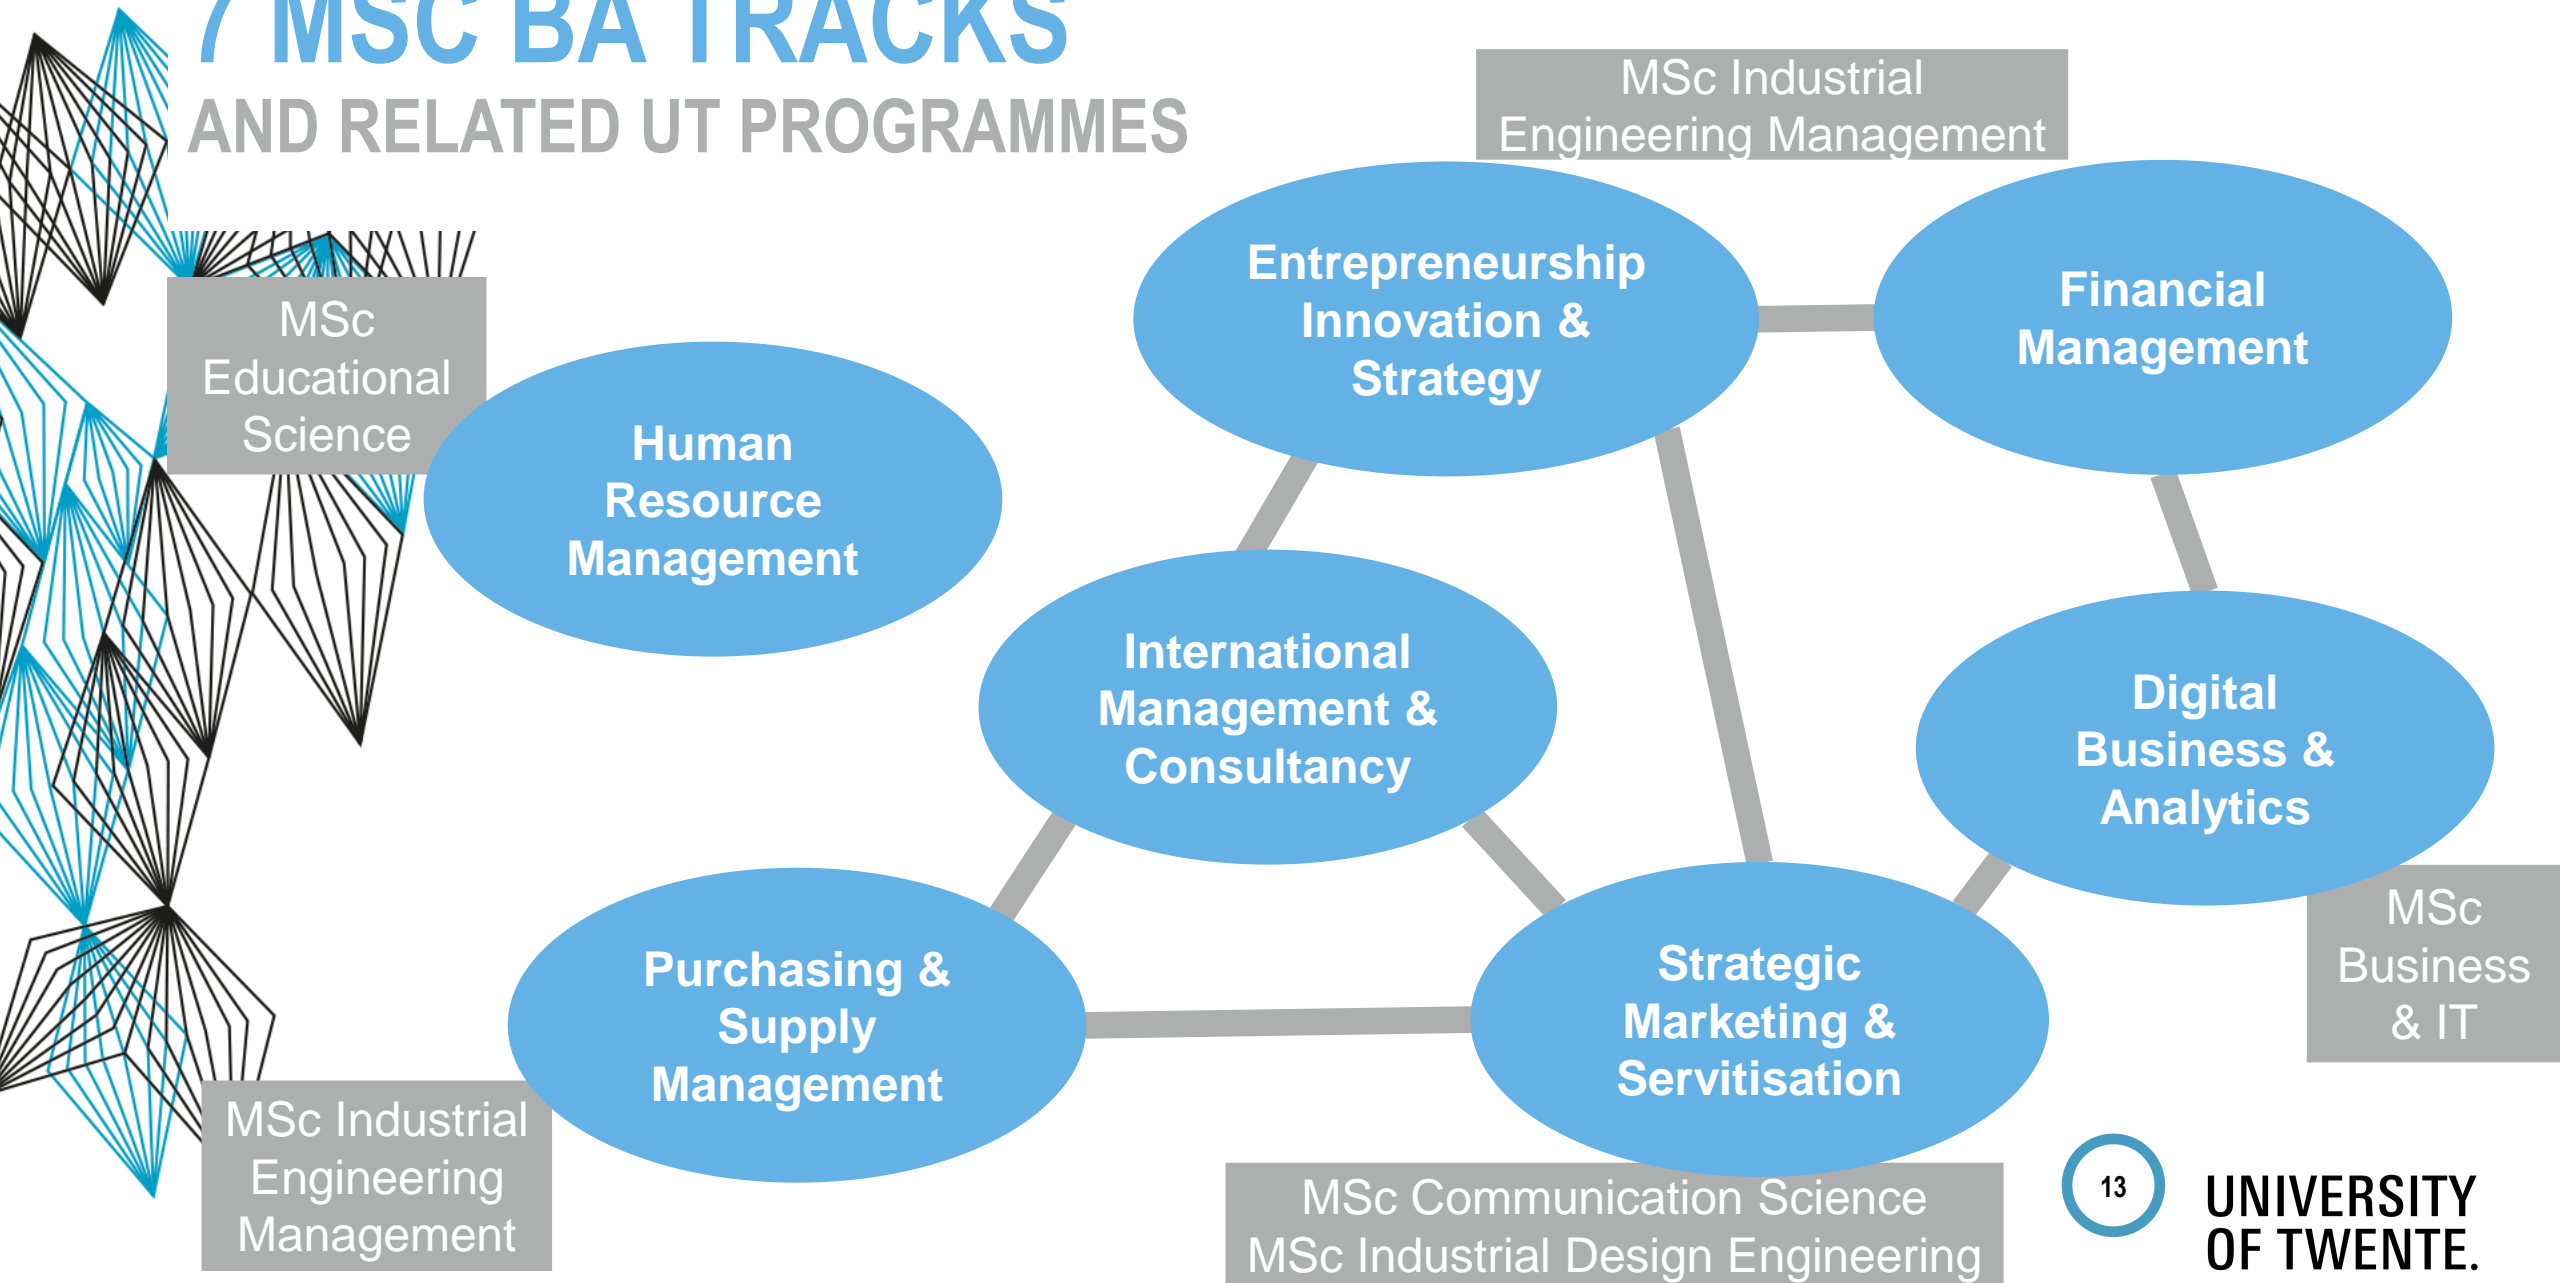 7 MSC BA TRACKS
AND RELATED UT PROGRAMMES
MSc Industrial
Engineering Management
Entrepreneurship
Innovation &
Strategy
Financial
Management
MSc
Educational
Science
Human
Resource
Management
International
Management &
Consultancy
Digital
Business &
Analytics
MSc
Business
& IT
Purchasing &
Supply
Management
Strategic
Marketing &
Servitisation
MSc Industrial
Engineering
Management
MSc Communication Science
MSc Industrial Design Engineering
13
UNIVERSITY
OF TWENTE.